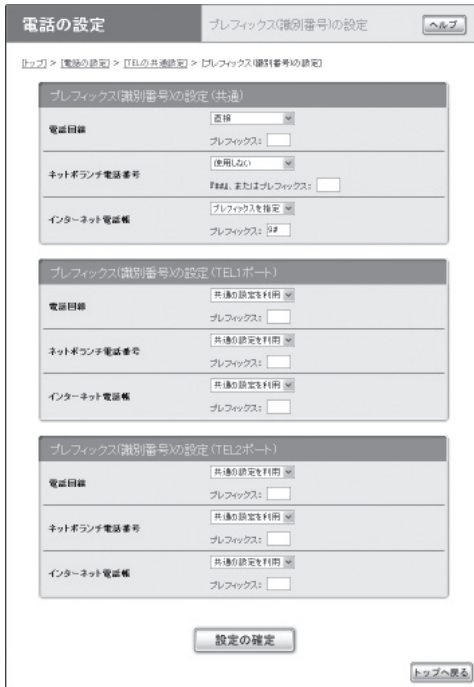 電話の設定 プレフィックス(識別番号)の設定 ヘルプ
[トップ] > [電話の設定] > [TELの共通設定] > [プレフィックス(識別番号)の設定]
プレフィックス(識別番号)の設定(共通)
電話回線 直接
プレフィックス:
ネットボランチ電話番号 使用しない
『##』、またはプレフィックス:
インターネット電話帳 プレフィックスを指定
プレフィックス: 9#
プレフィックス(識別番号)の設定(TEL1ポート)
電話回線 共通の設定を利用
プレフィックス:
ネットボランチ電話番号 共通の設定を利用
プレフィックス:
インターネット電話帳 共通の設定を利用
プレフィックス:
プレフィックス(識別番号)の設定(TEL2ポート)
電話回線 共通の設定を利用
プレフィックス:
ネットボランチ電話番号 共通の設定を利用
プレフィックス:
インターネット電話帳 共通の設定を利用
プレフィックス:
設定の確定
トップへ戻る